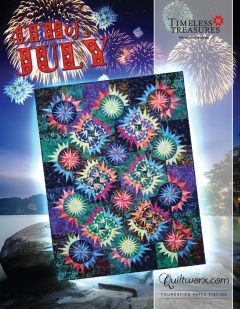 4TH of
JULY
TIMELESS
TREASURES
Quiltworx.com
FOUNDATION PAPER PIECING